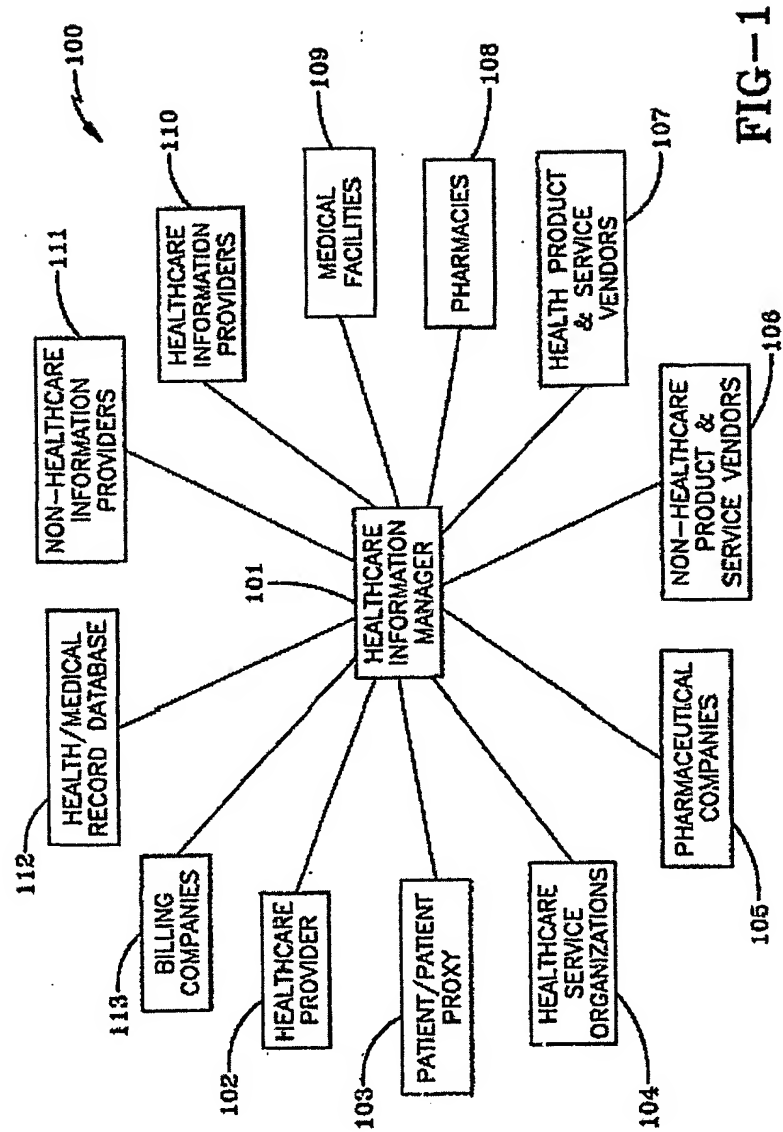 100
112
HEALTH/MEDICAL
RECORD DATABASE
111
NON-HEALTHCARE
INFORMATION
PROVIDERS
113
BILLING
COMPANIES
110
HEALTHCARE
INFORMATION
PROVIDERS
102
HEALTHCARE
PROVIDER
101
HEALTHCARE
INFORMATION
MANAGER
109
MEDICAL
FACILITIES
103
PATIENT/PATIENT
PROXY
108
PHARMACIES
104
HEALTHCARE
SERVICE
ORGANIZATIONS
107
HEALTH PRODUCT
& SERVICE
VENDORS
105
PHARMACEUTICAL
COMPANIES
106
NON-HEALTHCARE
PRODUCT &
SERVICE VENDORS
FIG-1